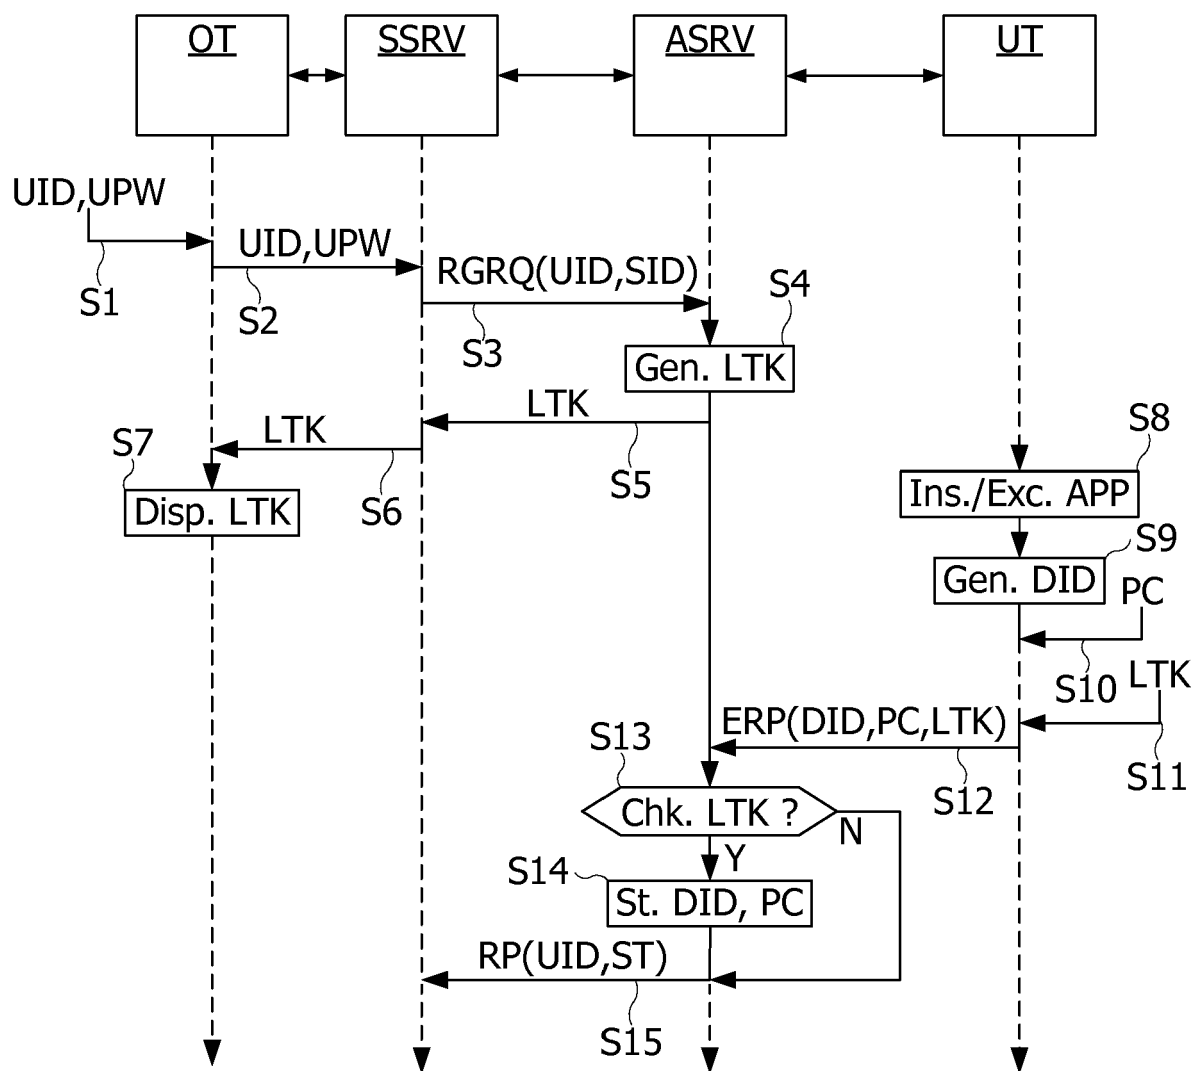 OT SSRV ASRV UT
UID,UPW
S1
UID,UPW
S2
RGRQ(UID,SID)
S3
S4
Gen. LTK
LTK
S5
LTK
S6
S7
Disp. LTK
S8
Ins./Exc. APP
S9
Gen. DID
PC
S10
LTK
S11
ERP(DID,PC,LTK)
S12
S13
Chk. LTK ?
N
Y
S14
St. DID, PC
RP(UID,ST)
S15